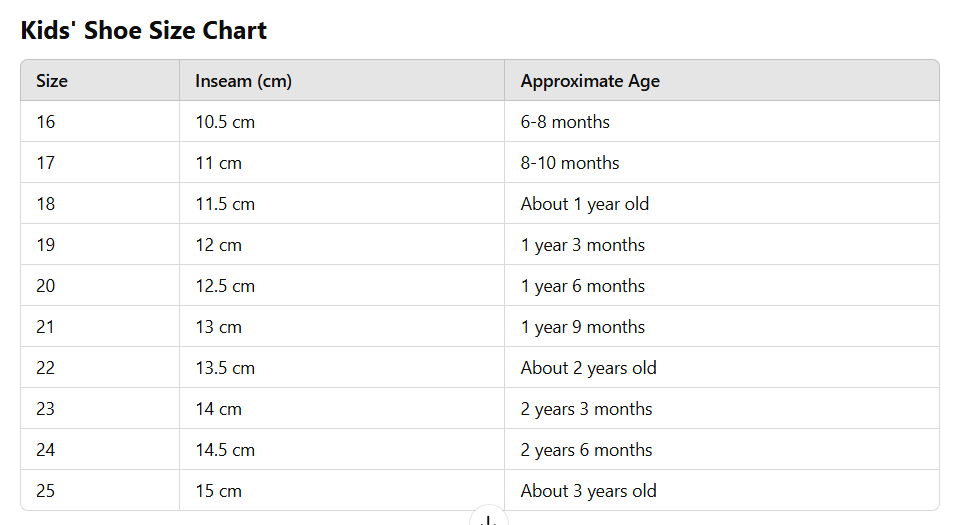 Kids' Shoe Size Chart
Size Inseam (cm) Approximate Age
16 10.5 cm 6-8 months
17 11 cm 8-10 months
18 11.5 cm About 1 year old
19 12 cm 1 year 3 months
20 12.5 cm 1 year 6 months
21 13 cm 1 year 9 months
22 13.5 cm About 2 years old
23 14 cm 2 years 3 months
24 14.5 cm 2 years 6 months
25 15 cm About 3 years old